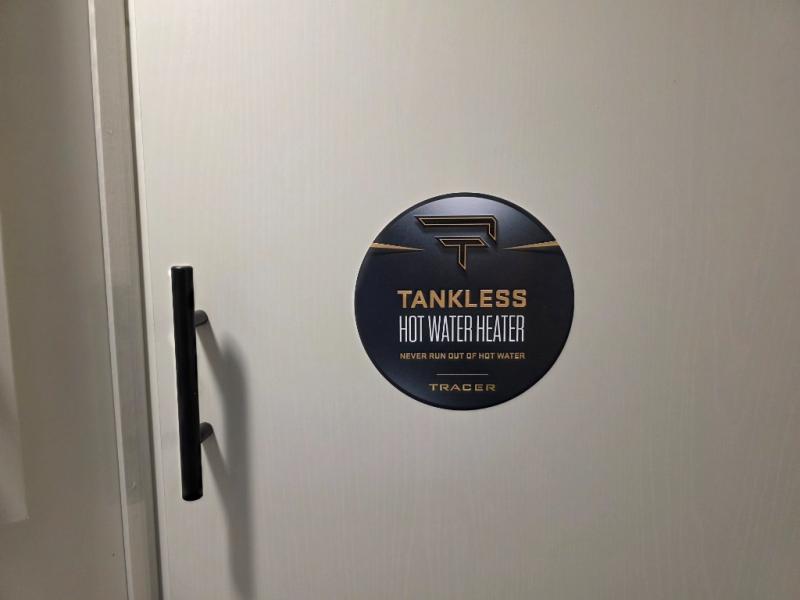 TANKLESS
HOT WATER HEATER
NEVER RUN OUT OF HOT WATER
TRACER